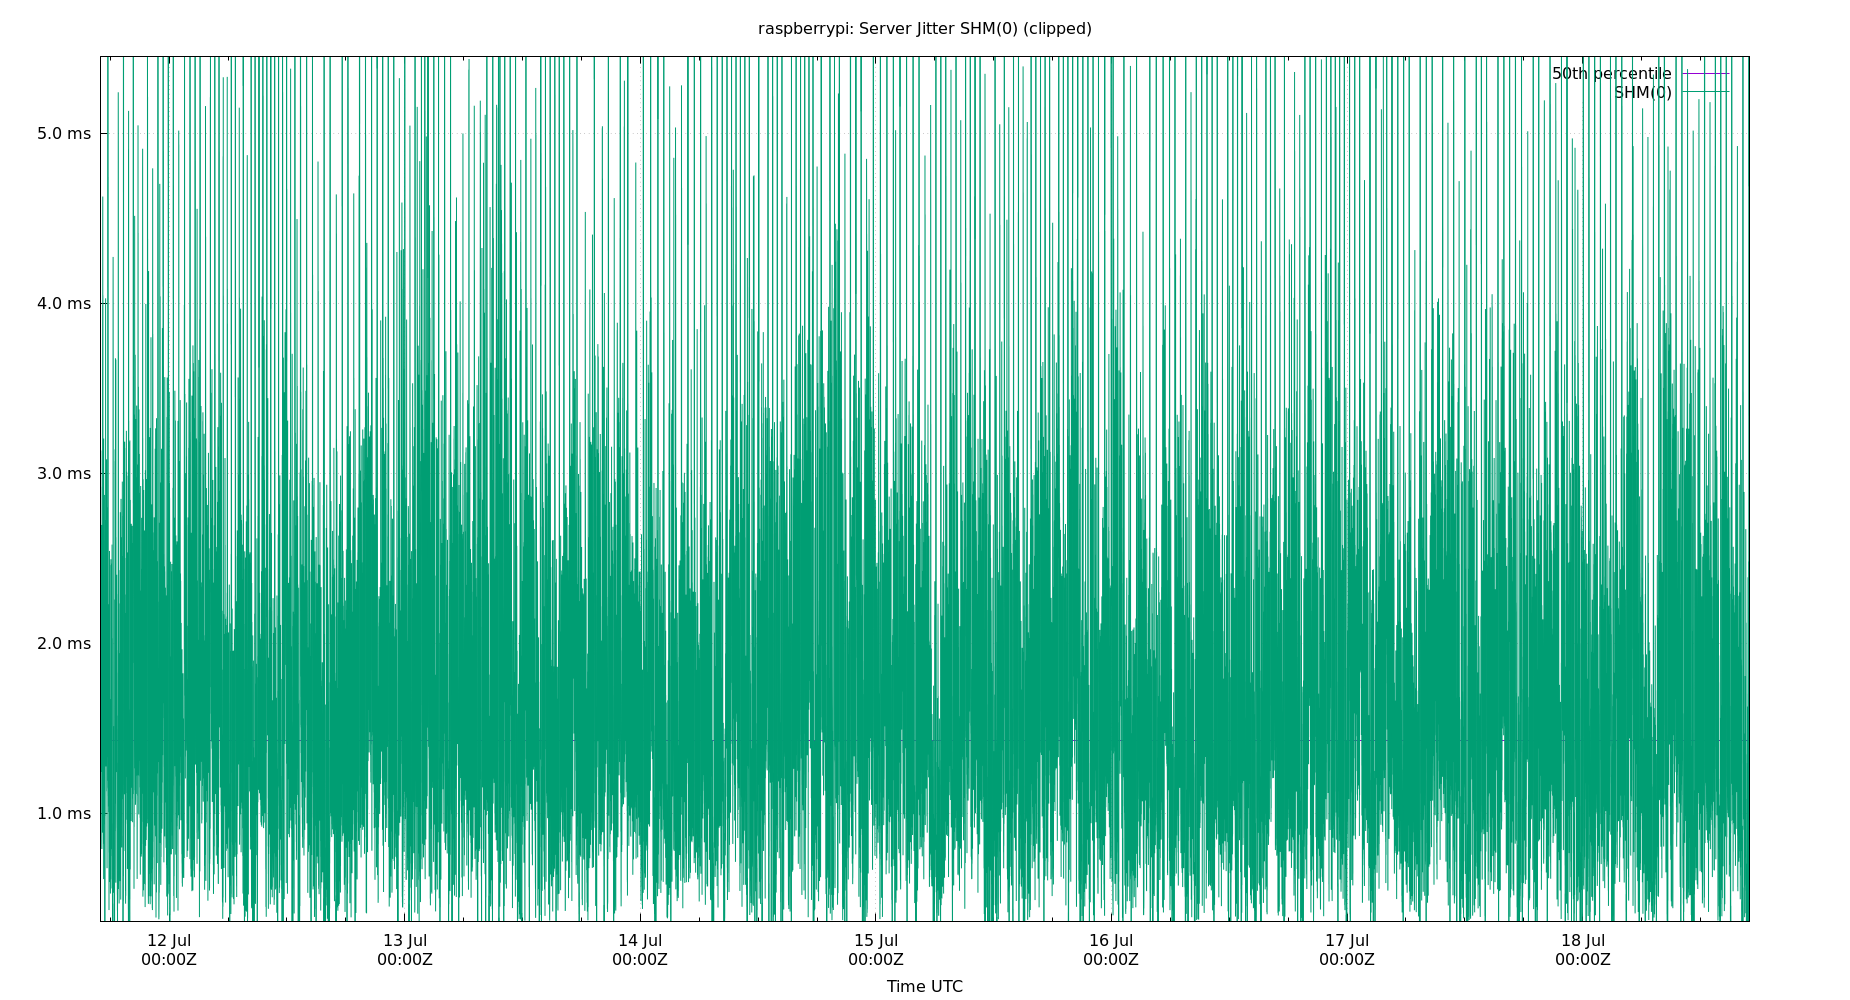 raspberrypi: Server Jitter SHM(0) (clipped)
50th percentile
SHM(0)
5.0 ms
4.0 ms
3.0 ms
2.0 ms
1.0 ms
12 Jul 13 Jul 14 Jul 15 Jul 16 Jul 17 Jul 18 Jul
00:00Z 00:00Z 00:00Z 00:00Z 00:00Z 00:00Z 00:00Z
Time UTC